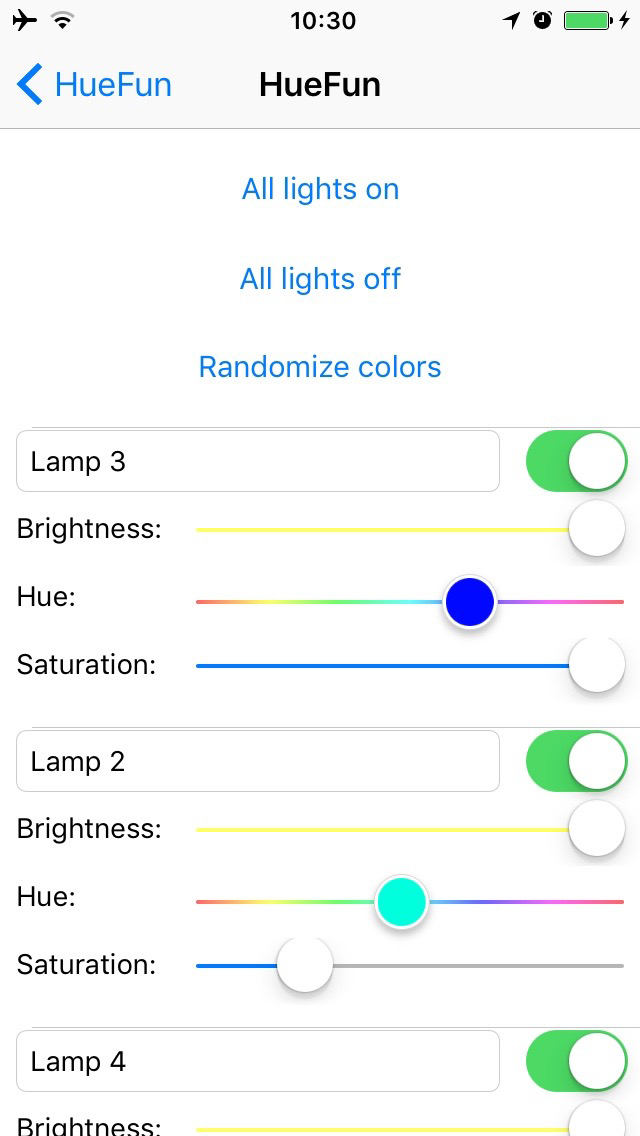 10:30
HueFun HueFun
All lights on
All lights off
Randomize colors
Lamp 3
Brightness:
Hue:
Saturation:
Lamp 2
Brightness:
Hue:
Saturation:
Lamp 4
Brightness: